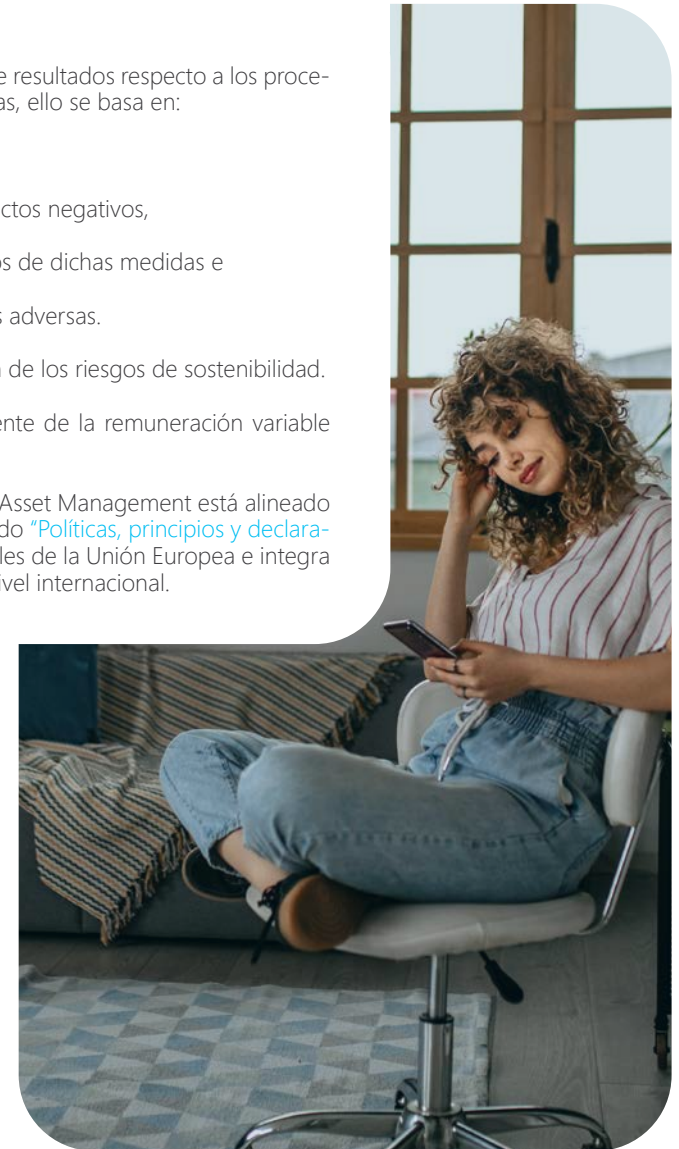 e resultados respecto a los proce-
as, ello se basa en:
ctos negativos,
os de dichas medidas e
s adversas.
de los riesgos de sostenibilidad.
ente de la remuneración variable
Asset Management está alineado
do “Políticas, principios y declara-
les de la Unión Europea e integra
ivel internacional.